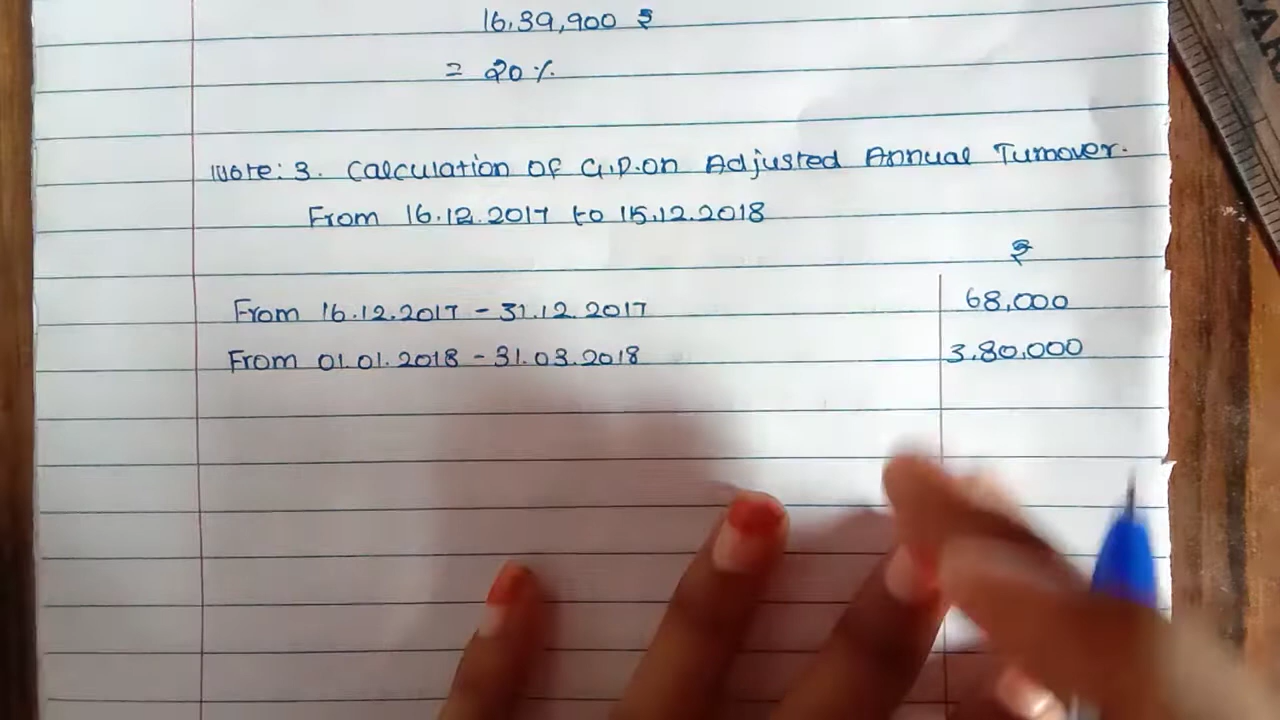 16,39,900 ₹
= 20%
Note: 3. Calculation of G.P. on Adjusted Annual Turnover.
From 16.12.2017 to 15.12.2018
₹
From 16.12.2017 - 31.12.2017 68,000
From 01.01.2018 - 31.03.2018 3,80,000